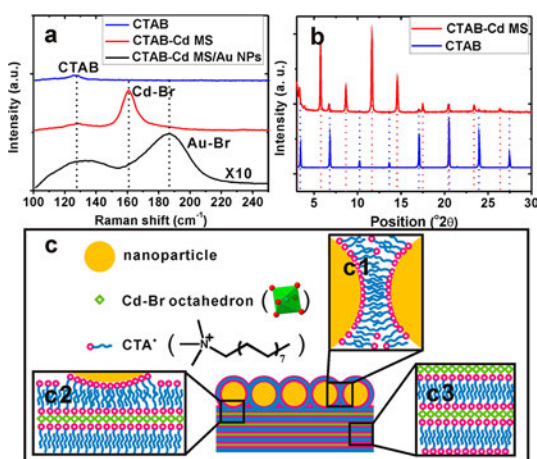 a
CTAB
CTAB-Cd MS
CTAB-Cd MS/Au NPs
CTAB
Cd-Br
Au-Br
X10
Intensity (a.u.)
100 120 140 160 180 200 220 240
Raman shift (cm-1)
b
CTAB-Cd MS
CTAB
Intensity (a. u.)
5 10 15 20 25 30
Position (°2θ)
c
nanoparticle
Cd-Br octahedron ( )
CTA+ ( N+ 7 )
c1
c2
c3